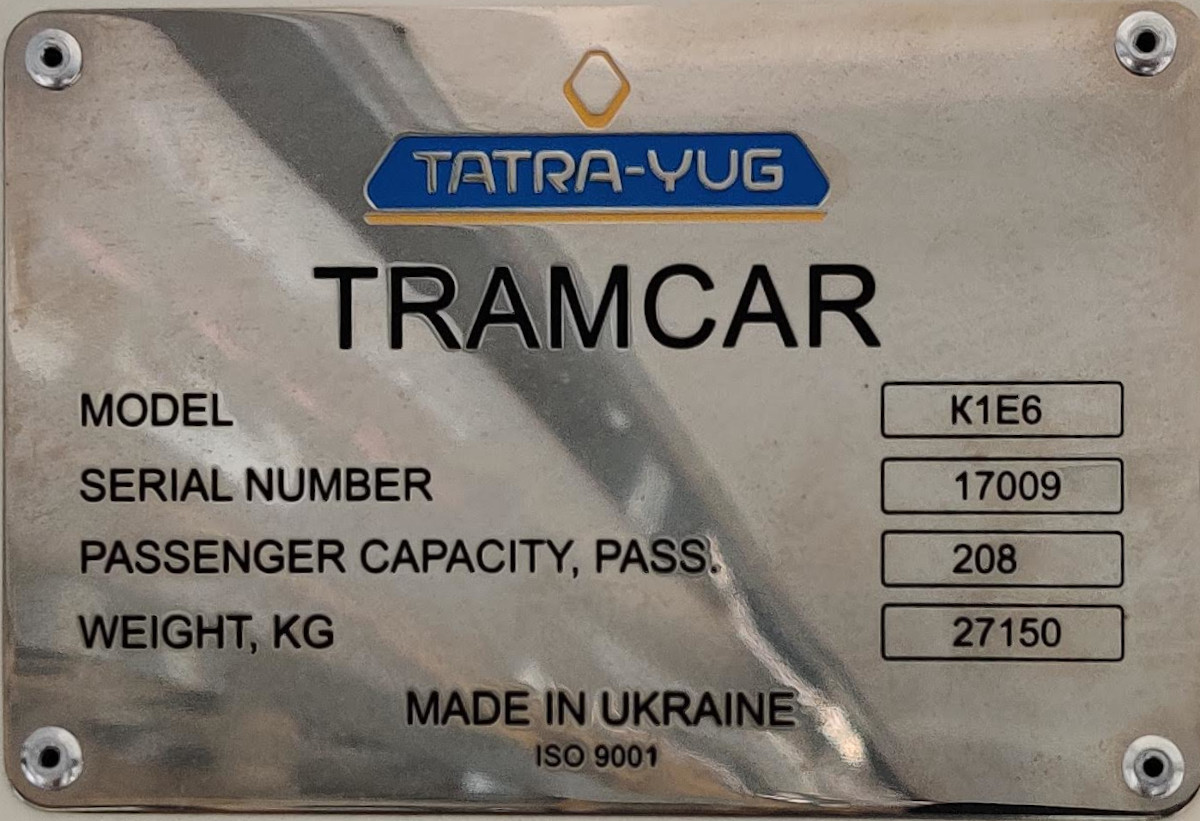 TATRA-YUG
TRAMCAR
MODEL K1E6
SERIAL NUMBER 17009
PASSENGER CAPACITY, PASS. 208
WEIGHT, KG 27150
MADE IN UKRAINE
ISO 9001